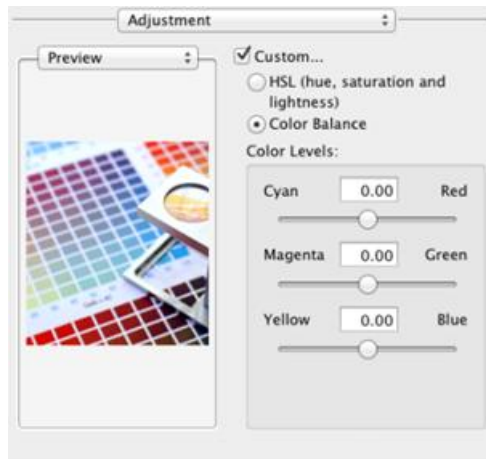 Adjustment
Preview
Custom...
HSL (hue, saturation and
lightness)
Color Balance
Color Levels:
Cyan 0.00 Red
Magenta 0.00 Green
Yellow 0.00 Blue